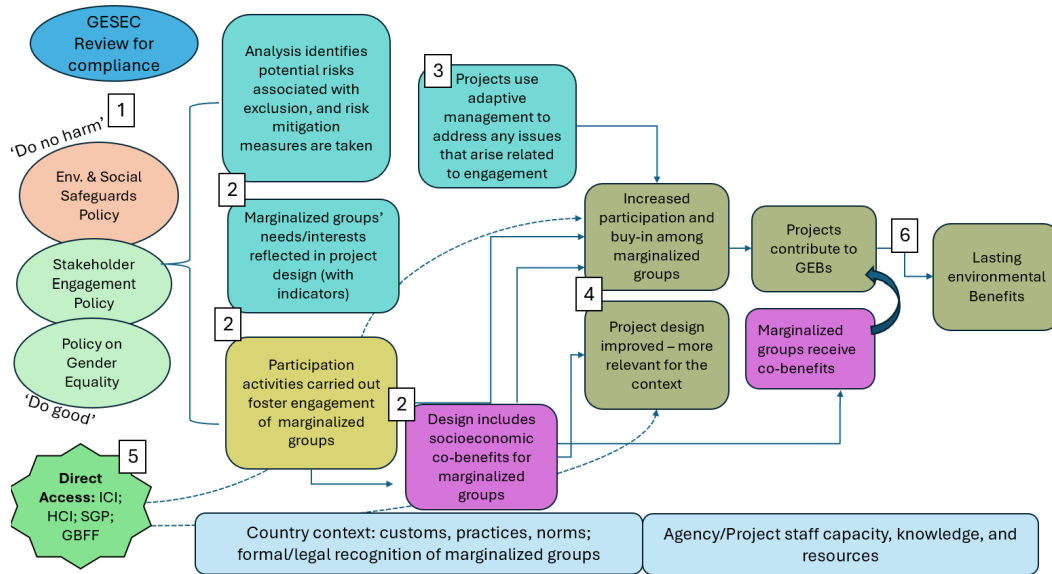 GESEC
Review for
compliance
1
‘Do no harm’
Env. & Social
Safeguards
Policy
Stakeholder
Engagement
Policy
Policy on
Gender
Equality
‘Do good’
5
Direct
Access: ICI;
HCI; SGP;
GBFF
Analysis identifies
potential risks
associated with
exclusion, and risk
mitigation
measures are taken
2
Marginalized groups’
needs/interests
reflected in project
design (with
indicators)
2
Participation
activities carried out
foster engagement
of marginalized
groups
2
Design includes
socioeconomic
co-benefits for
marginalized
groups
3
Projects use
adaptive
management to
address any issues
that arise related
to engagement
Increased
participation and
buy-in among
marginalized
groups
4
Project design
improved – more
relevant for the
context
Projects
contribute to
GEBs
Marginalized
groups receive
co-benefits
6
Lasting
environmental
Benefits
Country context: customs, practices, norms;
formal/legal recognition of marginalized groups
Agency/Project staff capacity, knowledge, and
resources